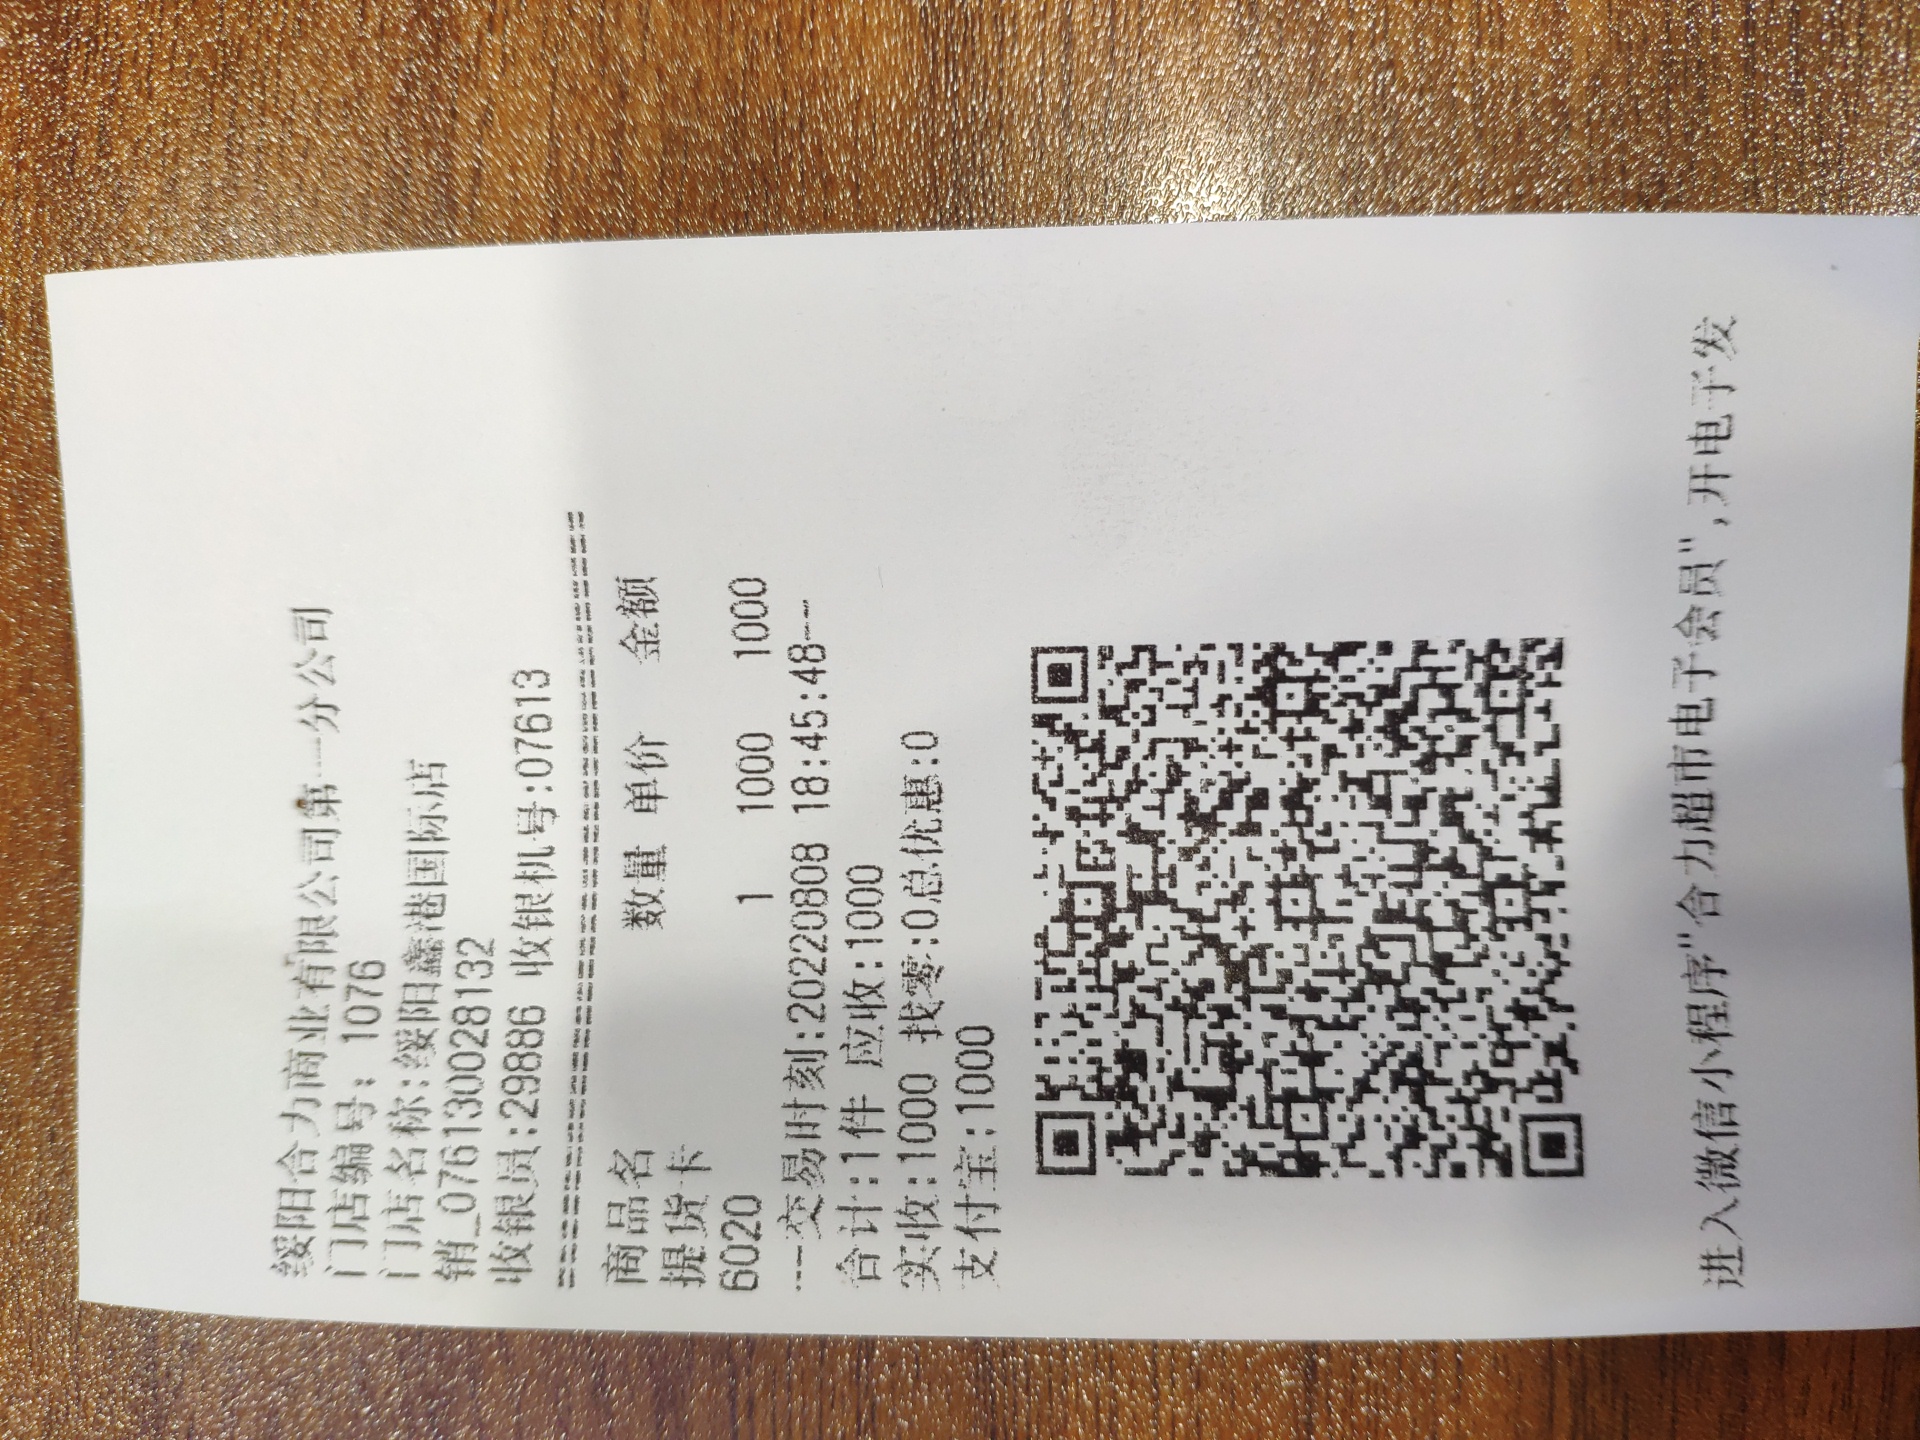 绥阳合力商业有限公司第一分公司
门店编号: 1076
门店名称:绥阳鑫港国际店
销_0761300028132
收银员:29886 收银机号:07613
================================
商品名 数量 单价 金额
提货卡
6020 1 1000 1000
---交易时刻:20220808 18:45:48--
合计:1件 应收:1000
实收:1000 找零:0总优惠:0
支付宝:1000
进入微信小程序"合力超市电子会员",开电子发